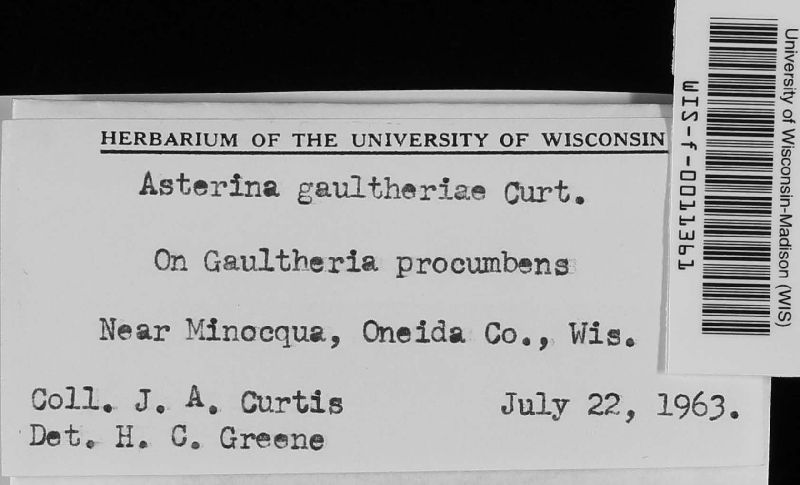 HERBARIUM OF THE UNIVERSITY OF WISCONSIN
Asterina gaultheriae Curt.
On Gaultheria procumbens
Near Minocqua, Oneida Co., Wis.
Coll. J. A. Curtis July 22, 1963.
Det. H. C. Greene
University of Wisconsin-Madison (WIS)
WIS-f-0011361